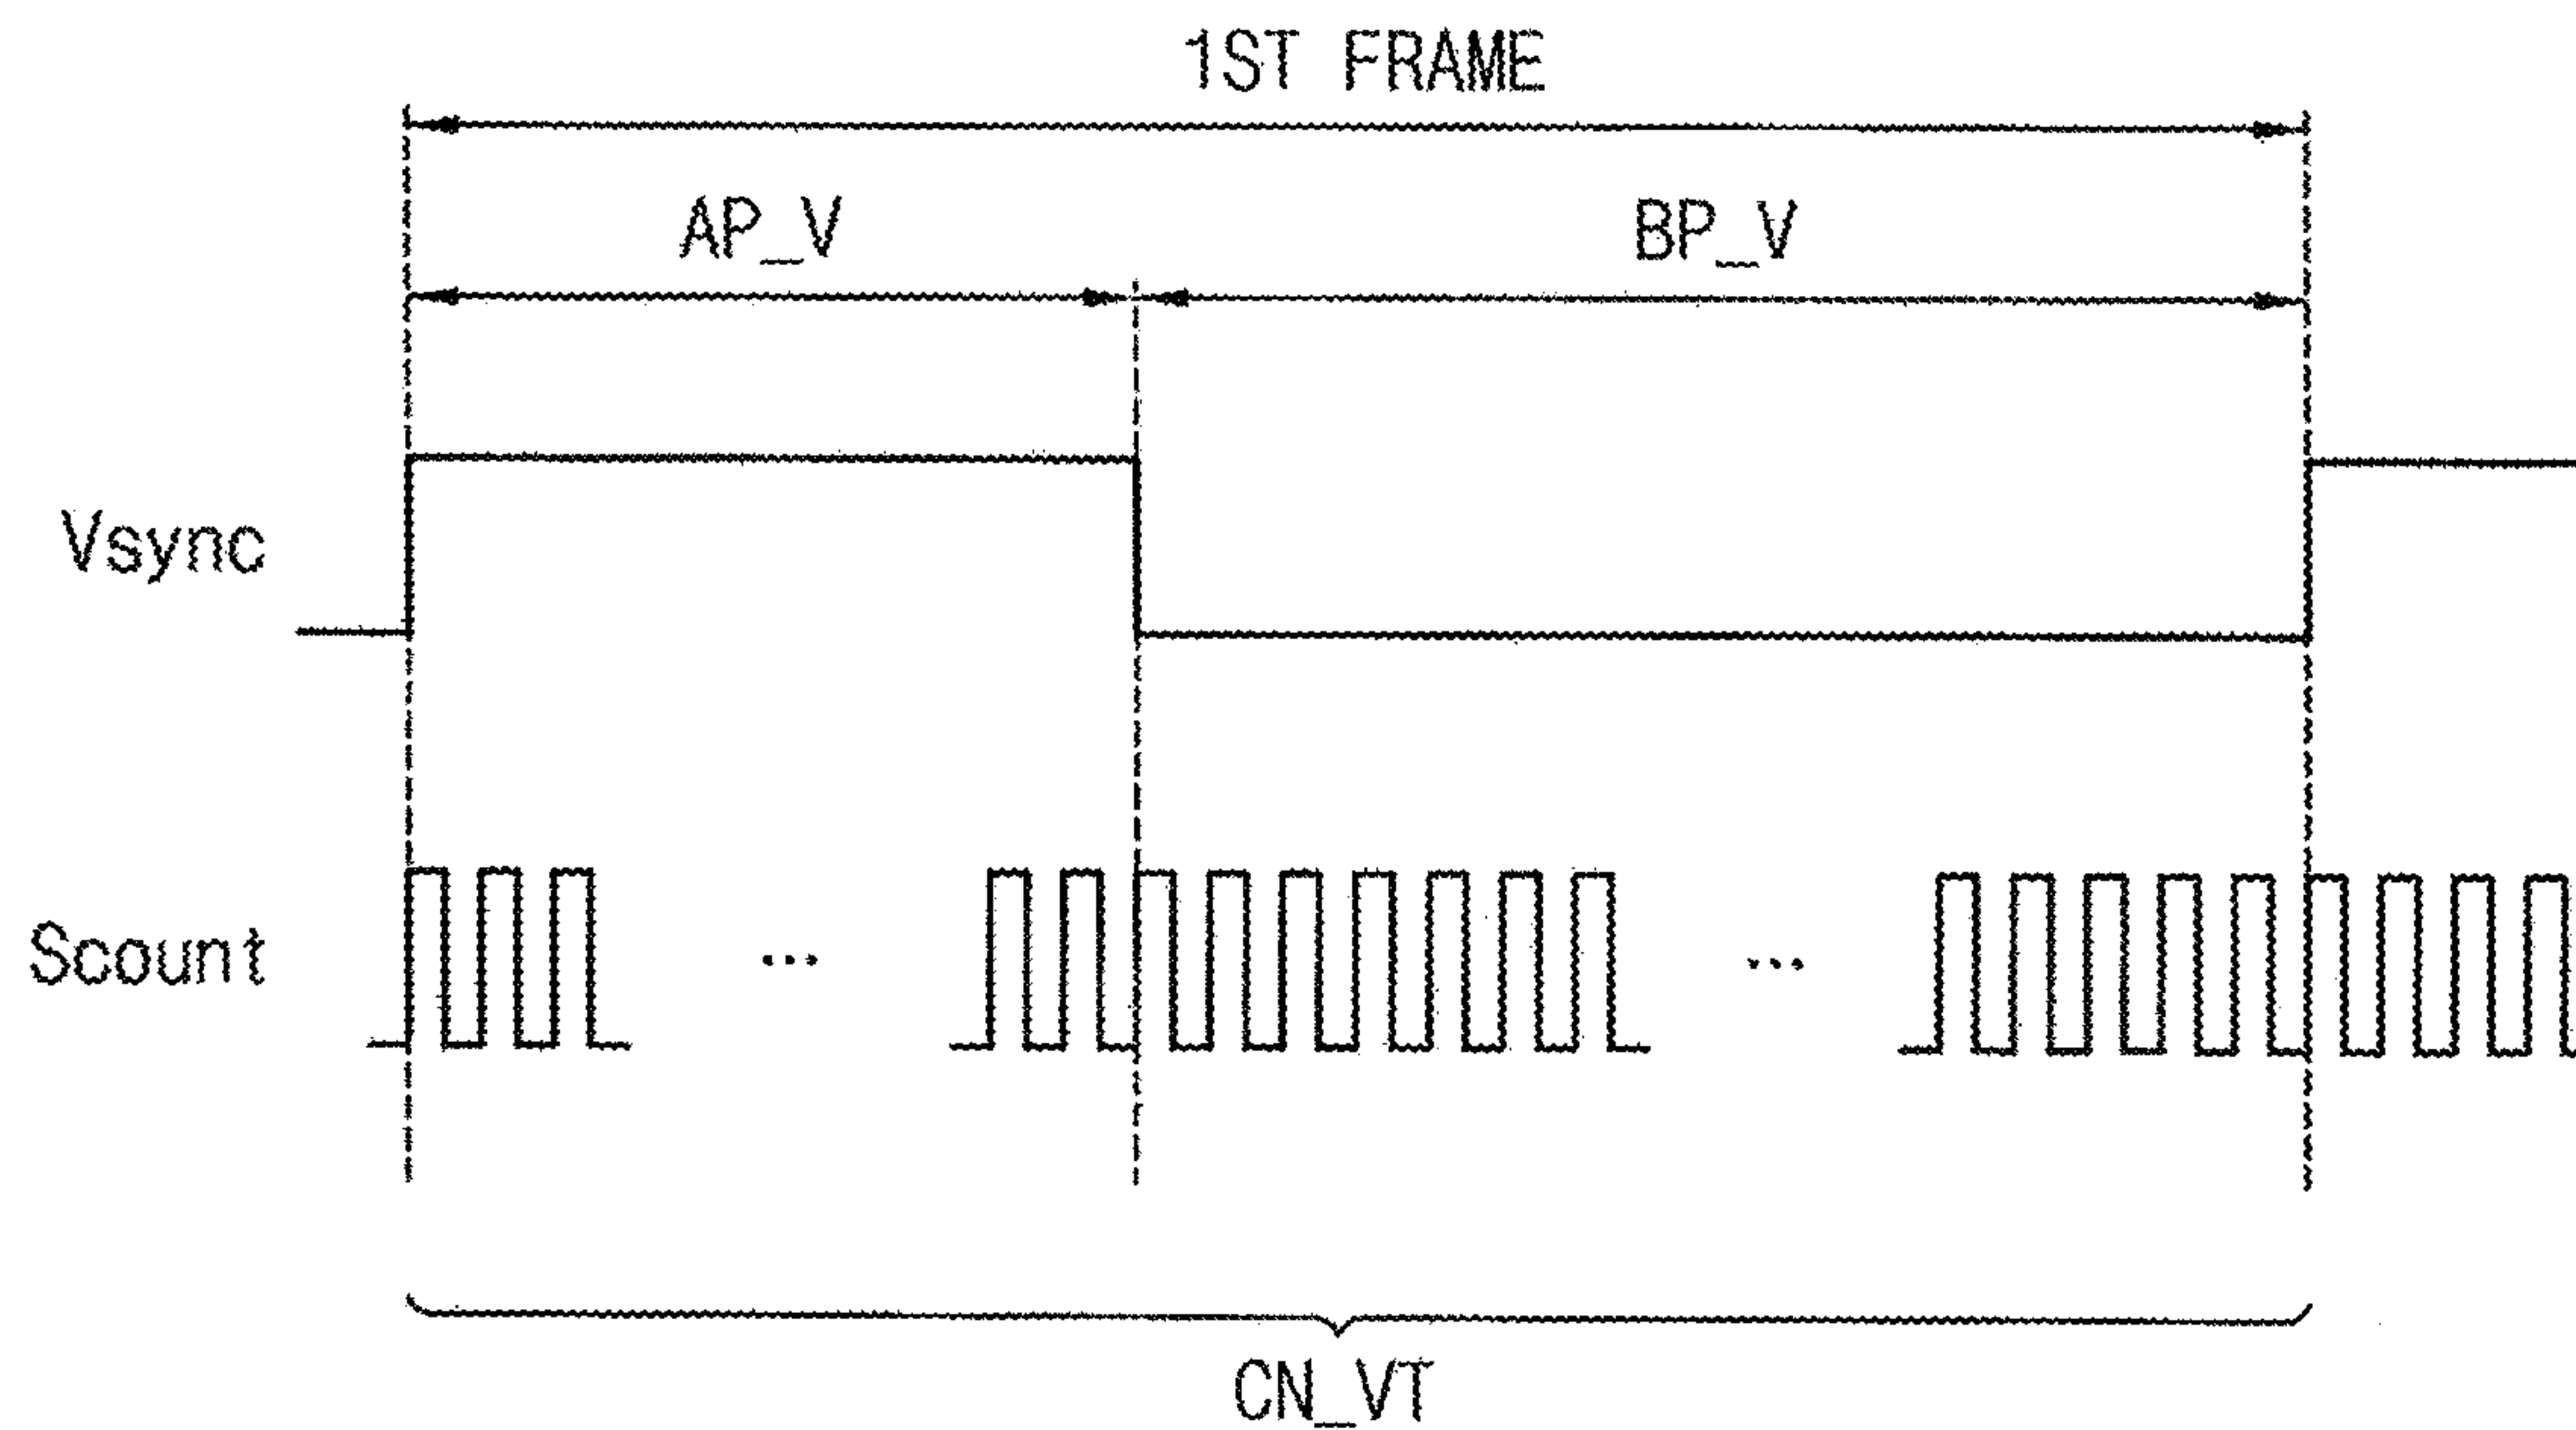 1ST FRAME
AP_V
BP_V
Vsync
Scount
...
...
CN_VT